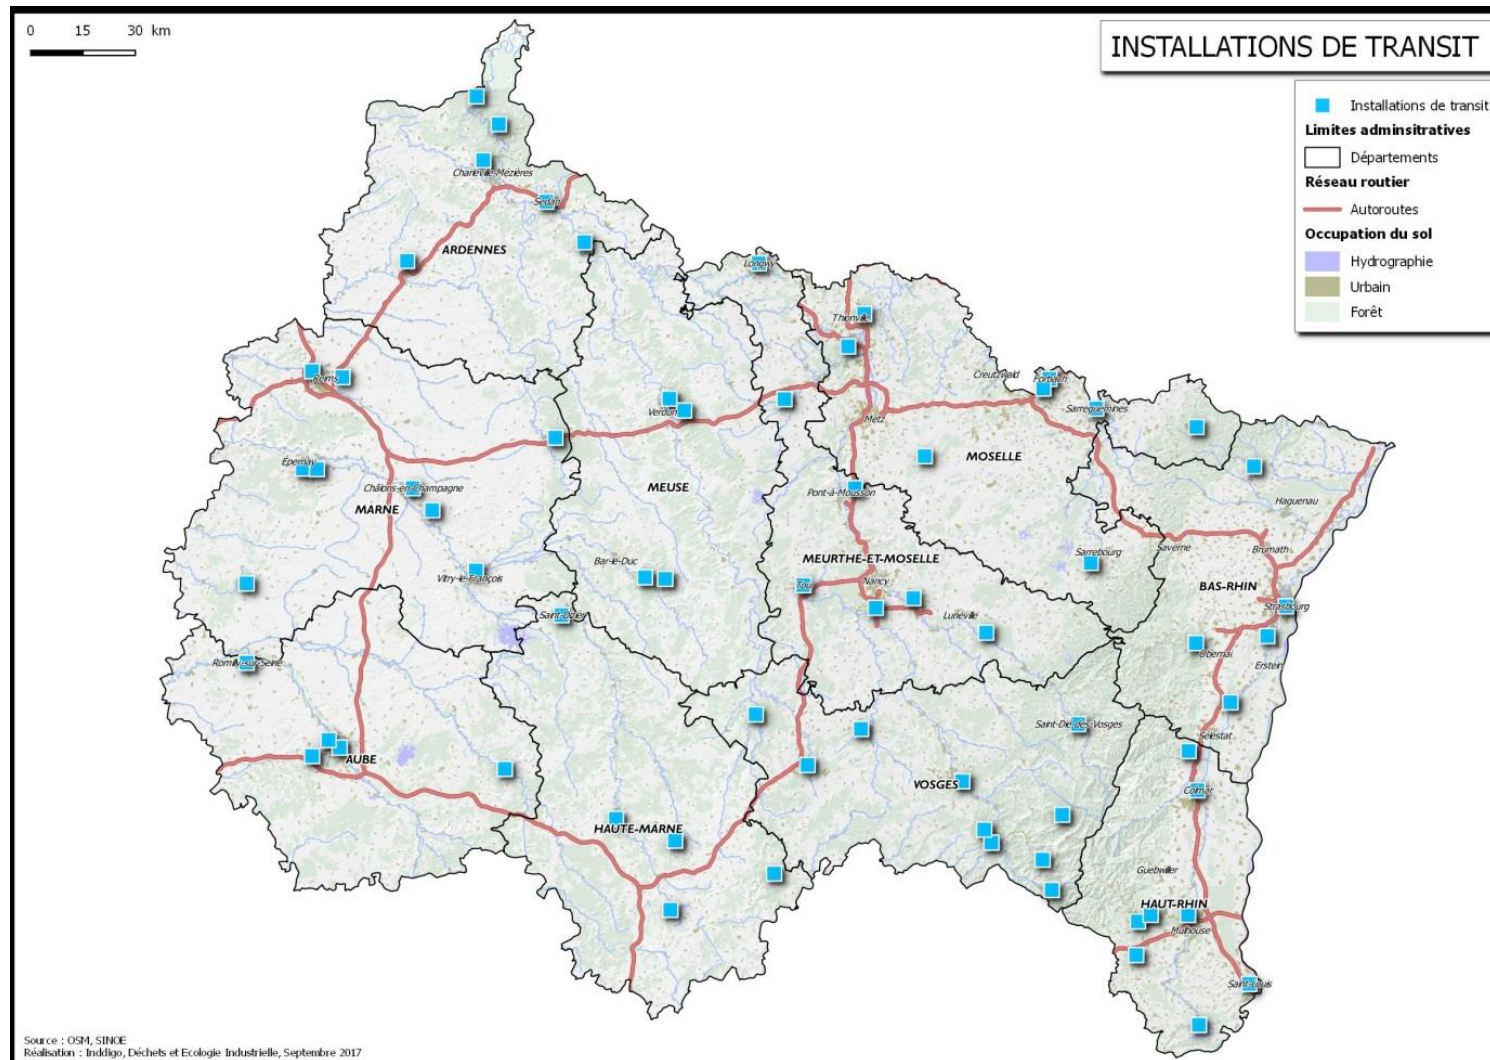 0 15 30 km
INSTALLATIONS DE TRANSIT
Installations de transit
Limites adminsitratives
Départements
Réseau routier
Autoroutes
Occupation du sol
Hydrographie
Urbain
Forêt
Charleville Mézières
Sedan
ARDENNES
Longwy
Thionville
Reims
Creutzwald
Forbach
Verdun
Sarreguemines
Metz
Épernay
MOSELLE
Châlons-en-Champagne
MEUSE
Pont-à-Mousson
Haguenau
MARNE
Saverne
Brumath
Bar-le-Duc
MEURTHE-ET-MOSELLE
Sarrebourg
Vitry-le-François
Toul
Nancy
BAS-RHIN
Strasbourg
Saint-Dizier
Lunéville
Obernai
Erstein
Romilly-sur-Seine
Saint-Dié-des-Vosges
Sélestat
AUBE
VOSGES
Colmar
HAUTE-MARNE
Guebwiller
HAUT-RHIN
Mulhouse
Saint-Louis
Source : OSM, SINOE
Réalisation : Inddigo, Déchets et Ecologie Industrielle, Septembre 2017